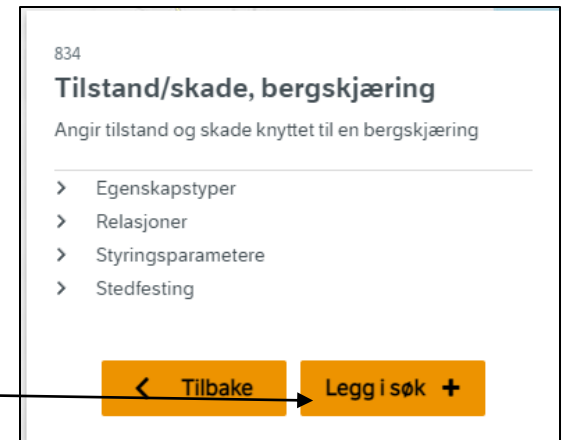 834
Tilstand/skade, bergskjæring
Angir tilstand og skade knyttet til en bergskjæring
Egenskapstyper
Relasjoner
Styringsparametere
Stedfesting
Tilbake
Legg i søk +